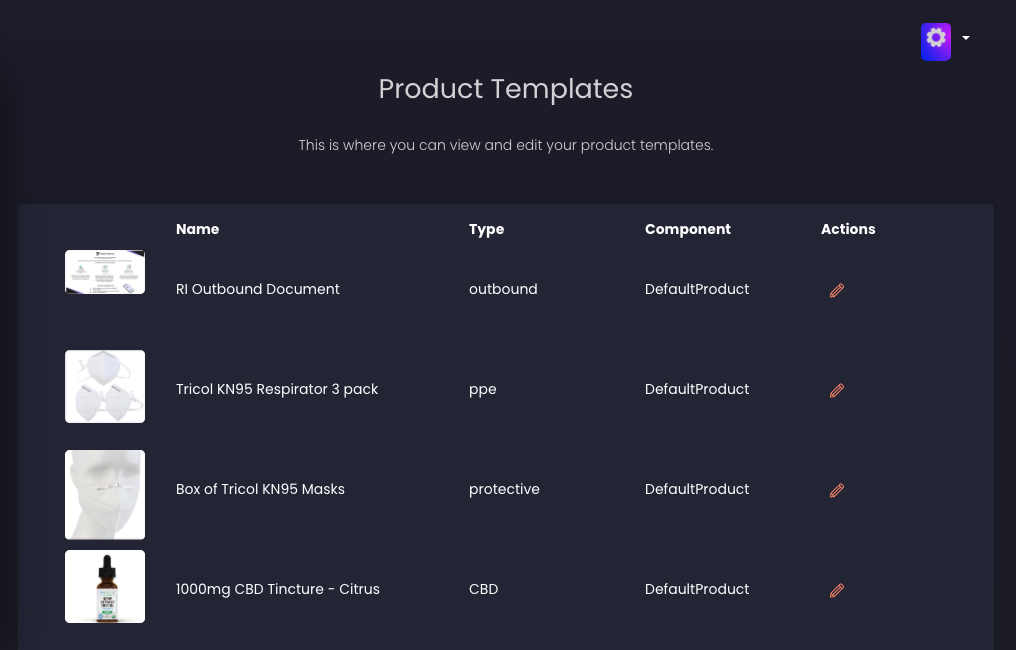 Product Templates
This is where you can view and edit your product templates.
Name Type Component Actions
RI Outbound Document outbound DefaultProduct
Tricol KN95 Respirator 3 pack ppe DefaultProduct
Box of Tricol KN95 Masks protective DefaultProduct
1000mg CBD Tincture - Citrus CBD DefaultProduct